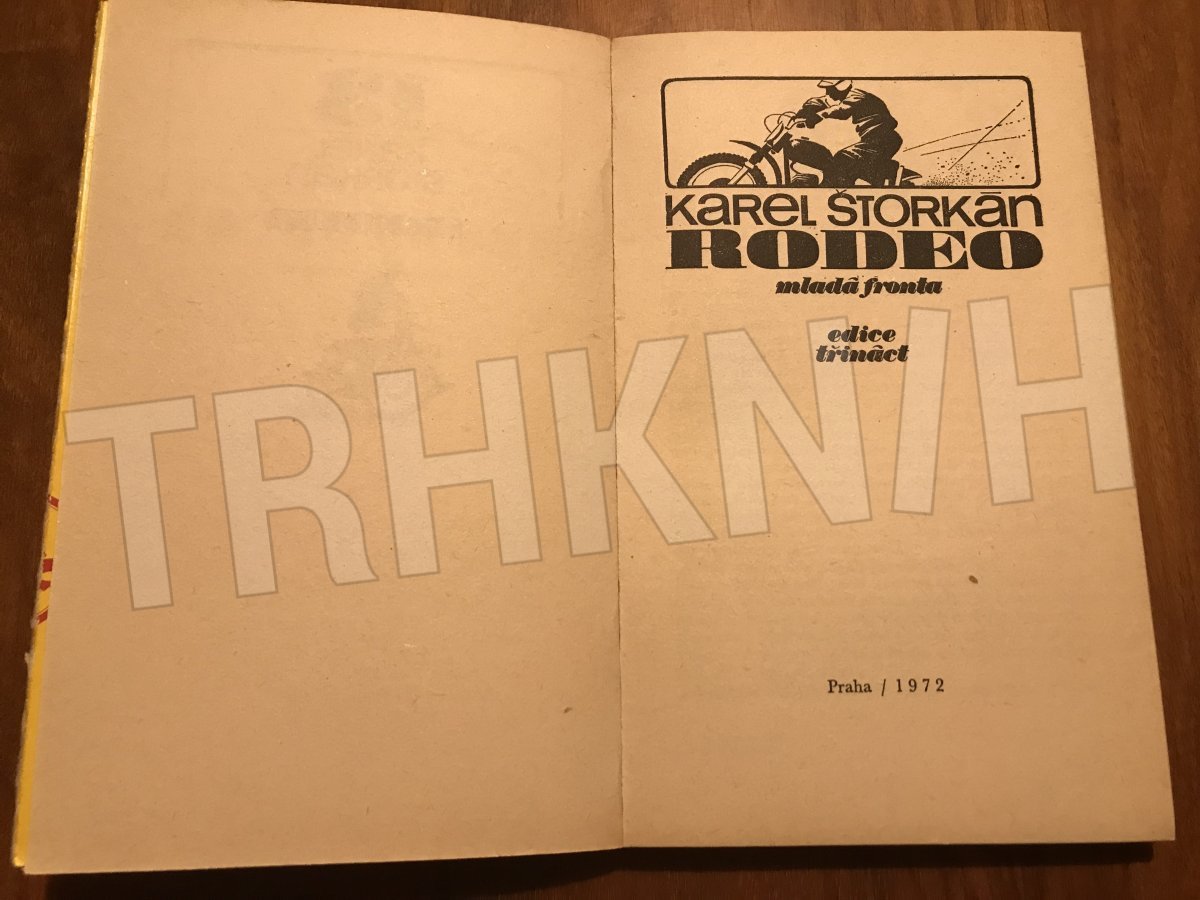 Karel Štorkán
RODEO
mladá fronta
edice
třináct
TRHKNIH
Praha / 1972